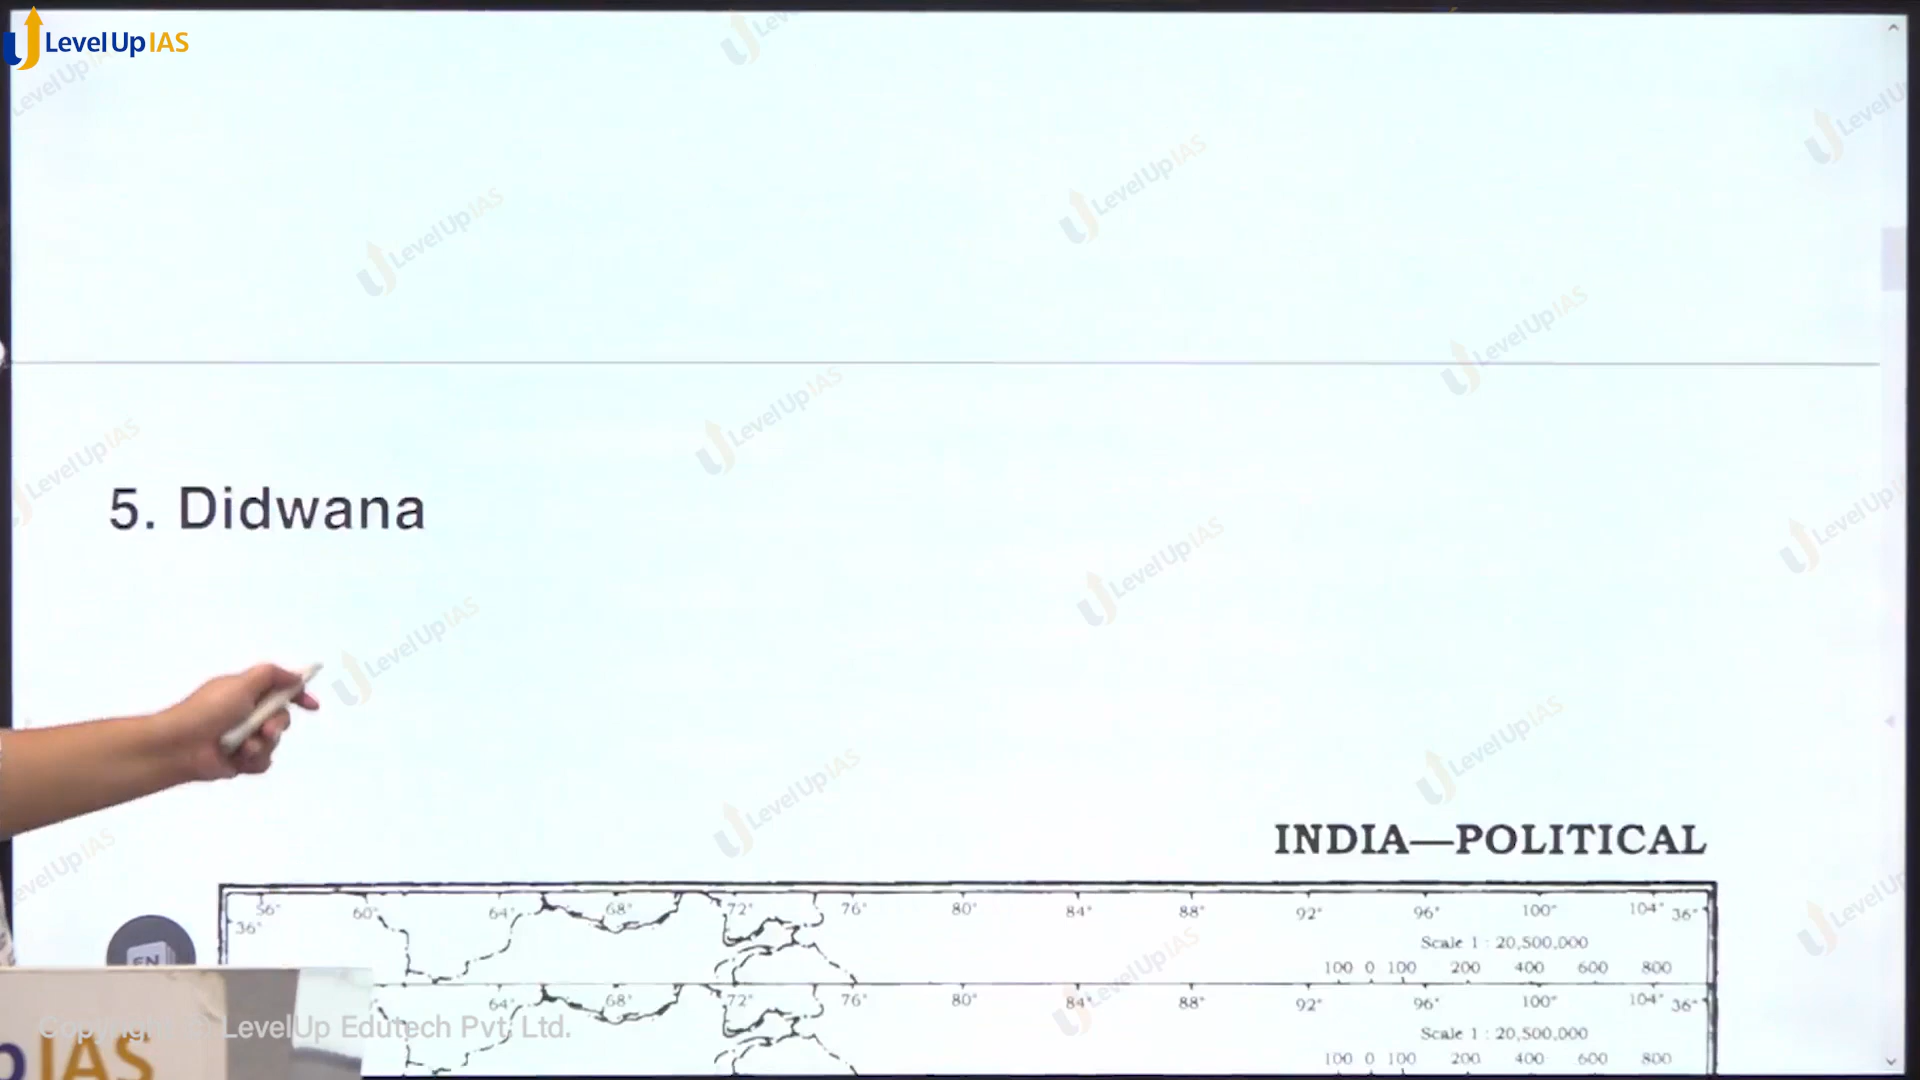 LevelUp IAS
5. Didwana
INDIA—POLITICAL
56° 60° 64° 68° 72° 76° 80° 84° 88° 92° 96° 100° 104° 36°
36°
Scale 1 : 20,500,000
100 0 100 200 400 600 800
64° 68° 72° 76° 80° 84° 88° 92° 96° 100° 104° 36°
Scale 1 : 20,500,000
100 0 100 200 400 600 800
EN
Copyright © LevelUp Edutech Pvt. Ltd.
p IAS